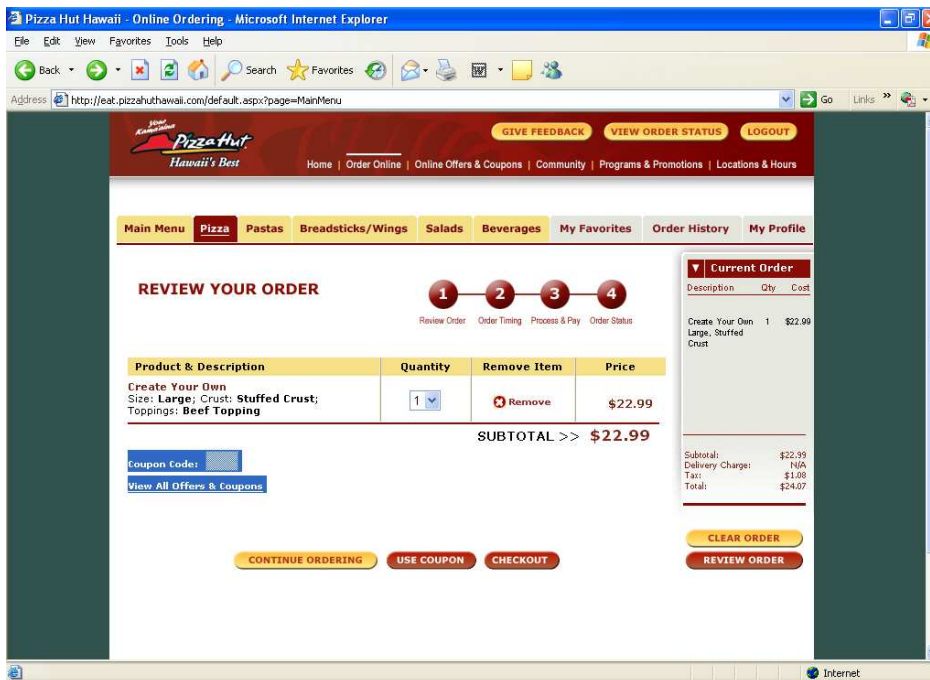 Pizza Hut Hawaii - Online Ordering - Microsoft Internet Explorer
File Edit View Favorites Tools Help
Back Search Favorites
Address http://eat.pizzahuthawaii.com/default.aspx?page=MainMenu Go Links »
GIVE FEEDBACK VIEW ORDER STATUS LOGOUT
Your
Kama'aina
Pizza Hut
Hawaii's Best
Home | Order Online | Online Offers & Coupons | Community | Programs & Promotions | Locations & Hours
Main Menu Pizza Pastas Breadsticks/Wings Salads Beverages My Favorites Order History My Profile
REVIEW YOUR ORDER
1 2 3 4
Review Order Order Timing Process & Pay Order Status
Product & Description Quantity Remove Item Price
Create Your Own
Size: Large; Crust: Stuffed Crust;
Toppings: Beef Topping
1 Remove $22.99
SUBTOTAL >> $22.99
Coupon Code:
View All Offers & Coupons
CONTINUE ORDERING USE COUPON CHECKOUT
Current Order
Description Qty Cost
Create Your Own 1 $22.99
Large, Stuffed
Crust
Subtotal: $22.99
Delivery Charge: N/A
Tax: $1.08
Total: $24.07
CLEAR ORDER
REVIEW ORDER
Internet